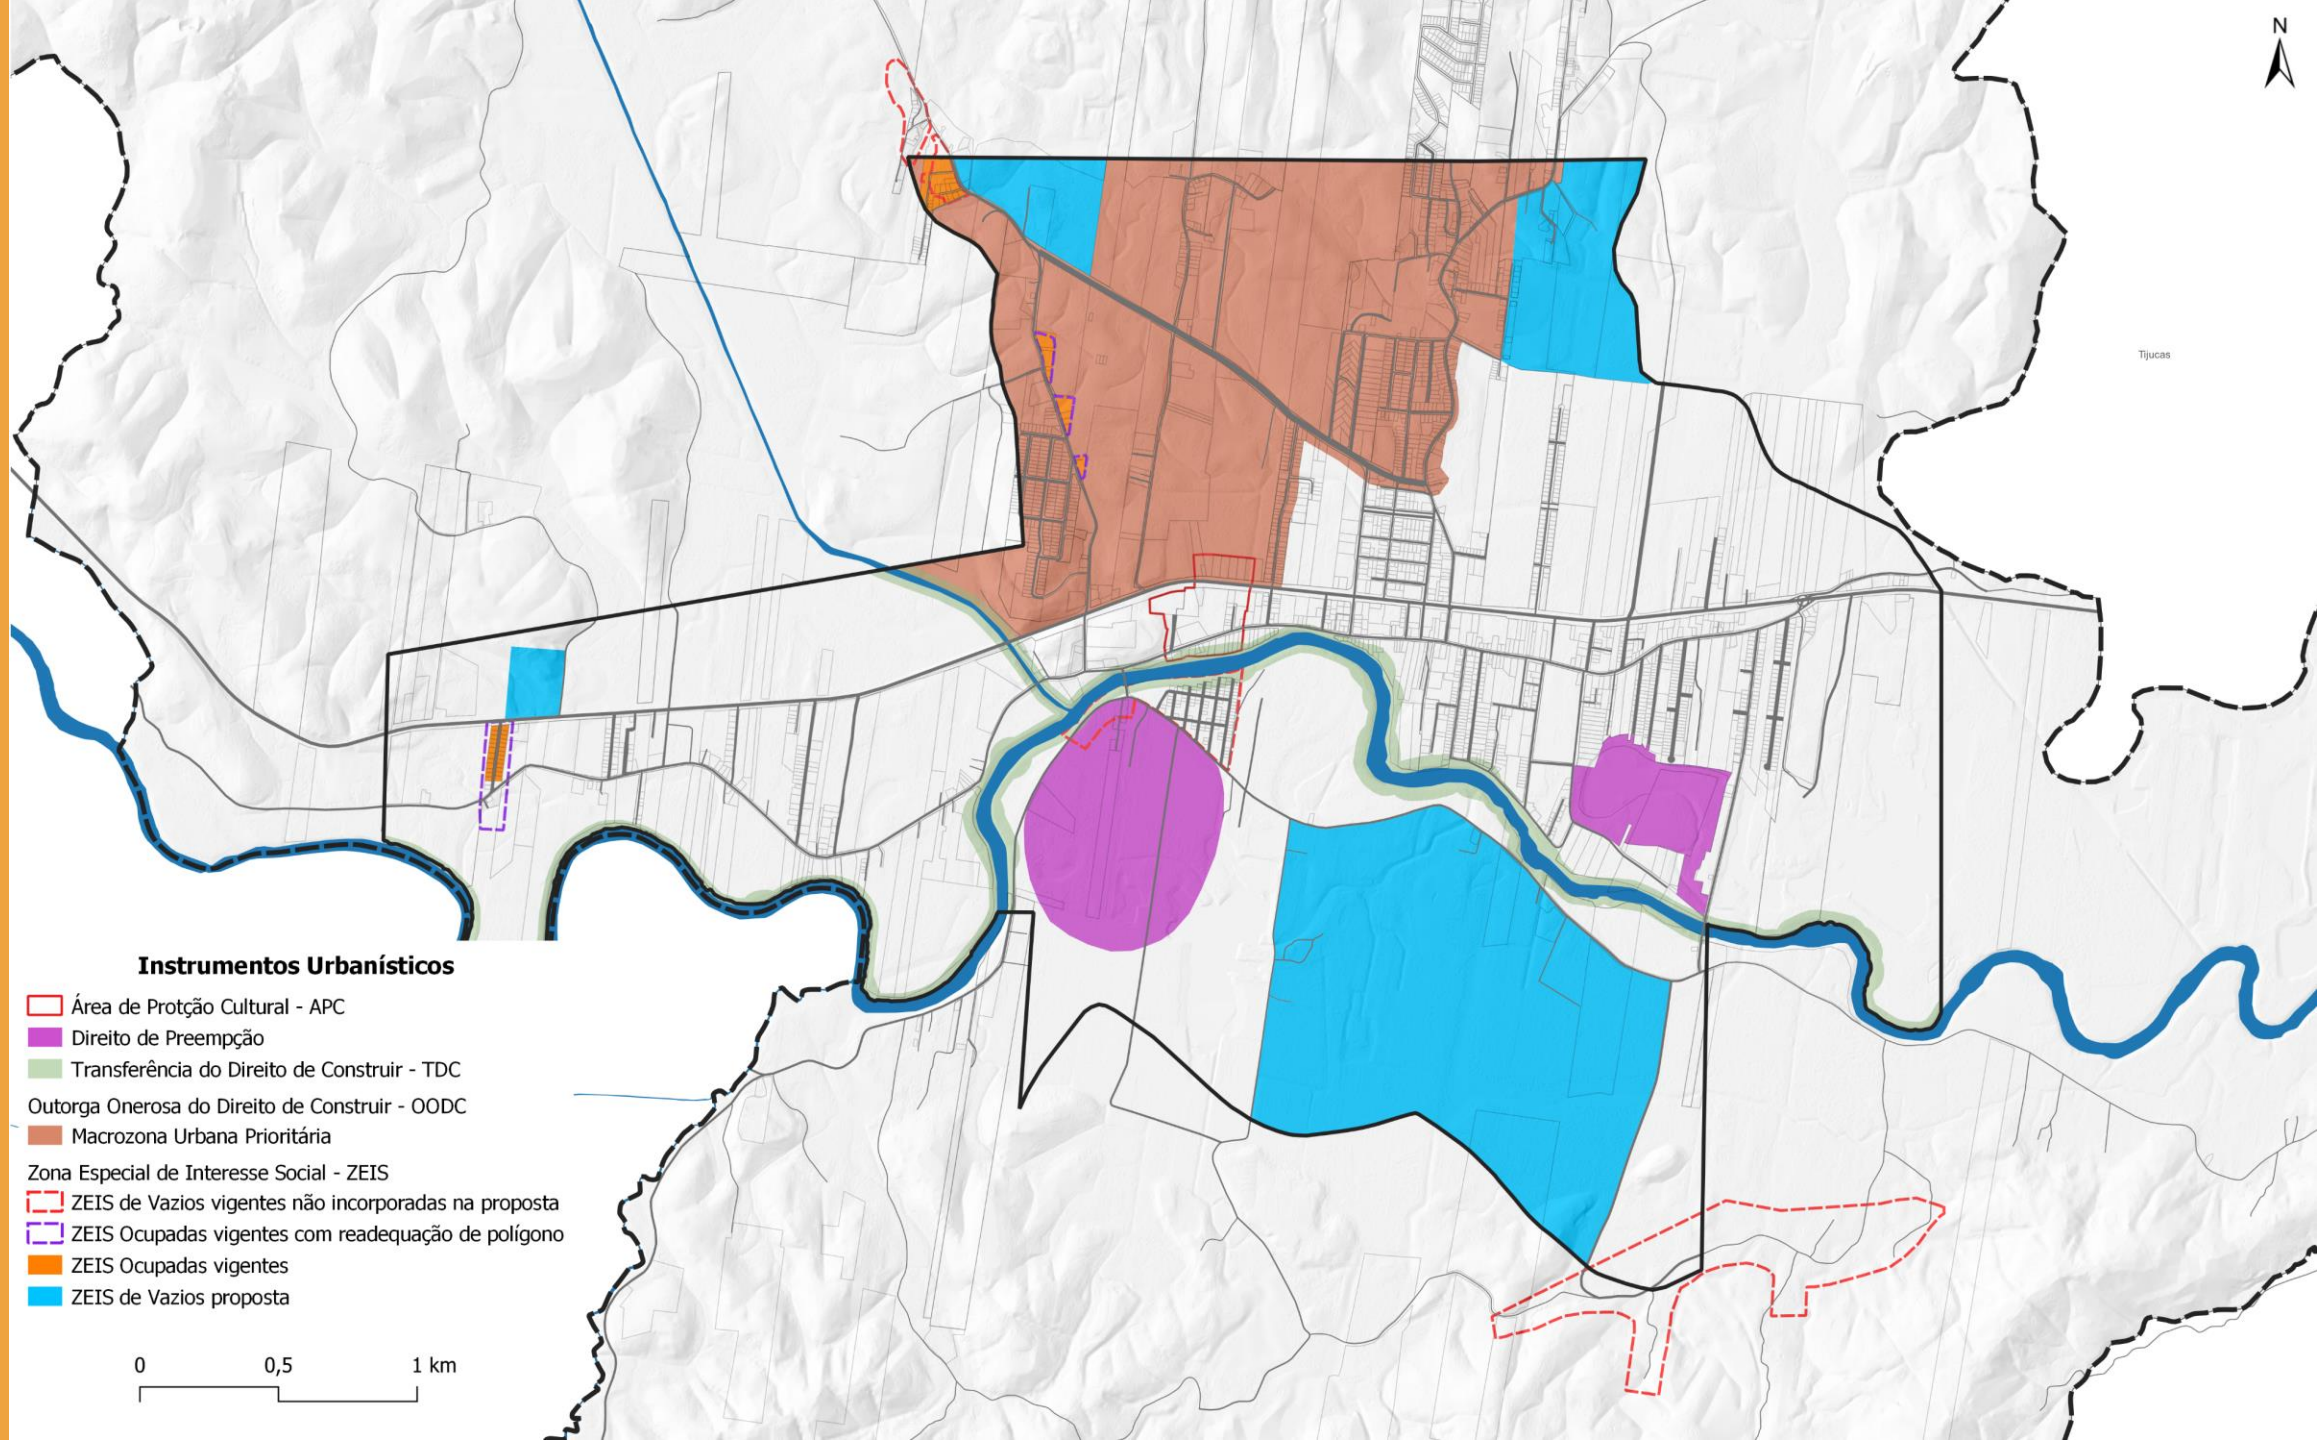 N
Tijucas
Instrumentos Urbanísticos
Área de Protção Cultural - APC
Direito de Preempção
Transferência do Direito de Construir - TDC
Outorga Onerosa do Direito de Construir - OODC
Macrozona Urbana Prioritária
Zona Especial de Interesse Social - ZEIS
ZEIS de Vazios vigentes não incorporadas na proposta
ZEIS Ocupadas vigentes com readequação de polígono
ZEIS Ocupadas vigentes
ZEIS de Vazios proposta
0 0,5 1 km